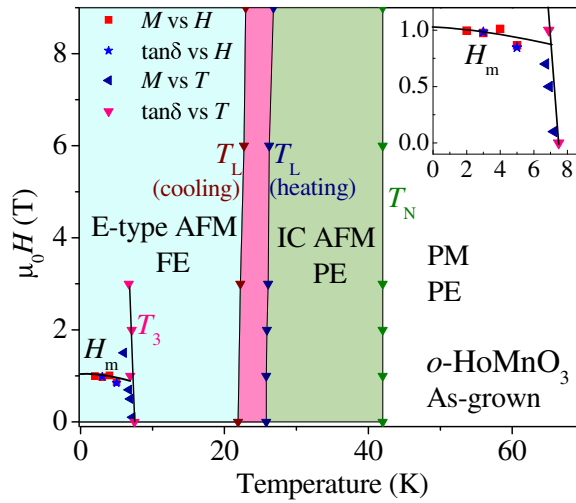 M vs H
tanδ vs H
M vs T
tanδ vs T
1.0
0.5
0.0
0 2 4 6 8
Hm
8
6
4
2
0
μ0H (T)
TL
(cooling)
TL
(heating)
TN
E-type AFM
FE
IC AFM
PE
PM
PE
T3
Hm
o-HoMnO3
As-grown
0 20 40 60
Temperature (K)